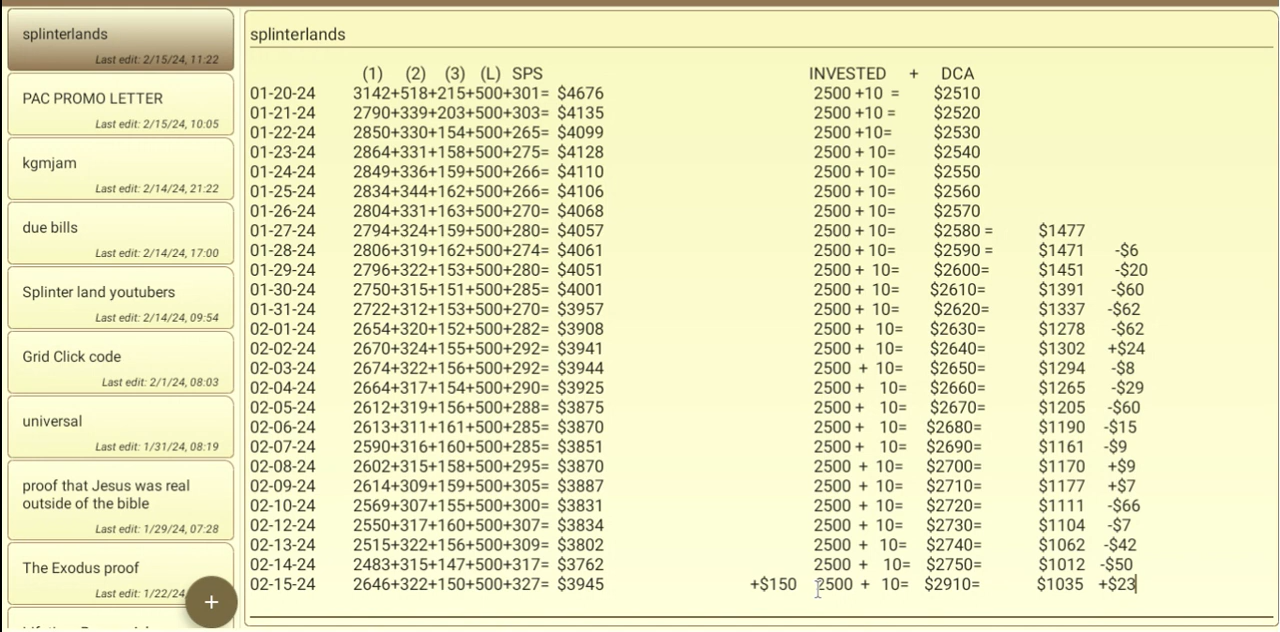 splinterlands
Last edit: 2/15/24, 11:22
PAC PROMO LETTER
Last edit: 2/15/24, 10:05
kgmjam
Last edit: 2/14/24, 21:22
due bills
Last edit: 2/14/24, 17:00
Splinter land youtubers
Last edit: 2/14/24, 09:54
Grid Click code
Last edit: 2/1/24, 08:03
universal
Last edit: 1/31/24, 08:19
proof that Jesus was real
outside of the bible
Last edit: 1/29/24, 07:28
The Exodus proof
Last edit: 1/22/24,
+
splinterlands
(1) (2) (3) (L) SPS INVESTED + DCA
01-20-24 3142+518+215+500+301= $4676 2500 +10 = $2510
01-21-24 2790+339+203+500+303= $4135 2500 +10 = $2520
01-22-24 2850+330+154+500+265= $4099 2500 +10= $2530
01-23-24 2864+331+158+500+275= $4128 2500 + 10= $2540
01-24-24 2849+336+159+500+266= $4110 2500 + 10= $2550
01-25-24 2834+344+162+500+266= $4106 2500 + 10= $2560
01-26-24 2804+331+163+500+270= $4068 2500 + 10= $2570
01-27-24 2794+324+159+500+280= $4057 2500 + 10= $2580 = $1477
01-28-24 2806+319+162+500+274= $4061 2500 + 10= $2590 = $1471 -$6
01-29-24 2796+322+153+500+280= $4051 2500 + 10= $2600= $1451 -$20
01-30-24 2750+315+151+500+285= $4001 2500 + 10= $2610= $1391 -$60
01-31-24 2722+312+153+500+270= $3957 2500 + 10= $2620= $1337 -$62
02-01-24 2654+320+152+500+282= $3908 2500 + 10= $2630= $1278 -$62
02-02-24 2670+324+155+500+292= $3941 2500 + 10= $2640= $1302 +$24
02-03-24 2674+322+156+500+292= $3944 2500 + 10= $2650= $1294 -$8
02-04-24 2664+317+154+500+290= $3925 2500 + 10= $2660= $1265 -$29
02-05-24 2612+319+156+500+288= $3875 2500 + 10= $2670= $1205 -$60
02-06-24 2613+311+161+500+285= $3870 2500 + 10= $2680= $1190 -$15
02-07-24 2590+316+160+500+285= $3851 2500 + 10= $2690= $1161 -$9
02-08-24 2602+315+158+500+295= $3870 2500 + 10= $2700= $1170 +$9
02-09-24 2614+309+159+500+305= $3887 2500 + 10= $2710= $1177 +$7
02-10-24 2569+307+155+500+300= $3831 2500 + 10= $2720= $1111 -$66
02-12-24 2550+317+160+500+307= $3834 2500 + 10= $2730= $1104 -$7
02-13-24 2515+322+156+500+309= $3802 2500 + 10= $2740= $1062 -$42
02-14-24 2483+315+147+500+317= $3762 2500 + 10= $2750= $1012 -$50
02-15-24 2646+322+150+500+327= $3945 +$150 2500 + 10= $2910= $1035 +$23